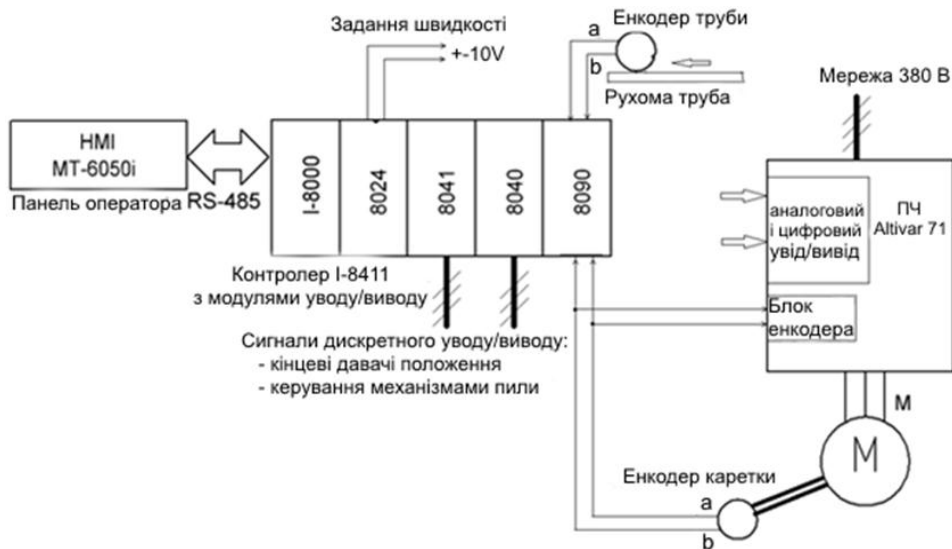 Задання швидкості
+-10V
a
b
Енкодер труби
Рухома труба
Мережа 380 В
HMI
MT-6050i
Панель оператора
RS-485
I-8000
8024
8041
8040
8090
Контролер I-8411
з модулями уводу/виводу
Сигнали дискретного уводу/виводу:
- кінцеві давачі положення
- керування механізмами пили
аналоговий
і цифровий
увід/вивід
ПЧ
Altivar 71
Блок
енкодера
М
М
Енкодер каретки
a
b